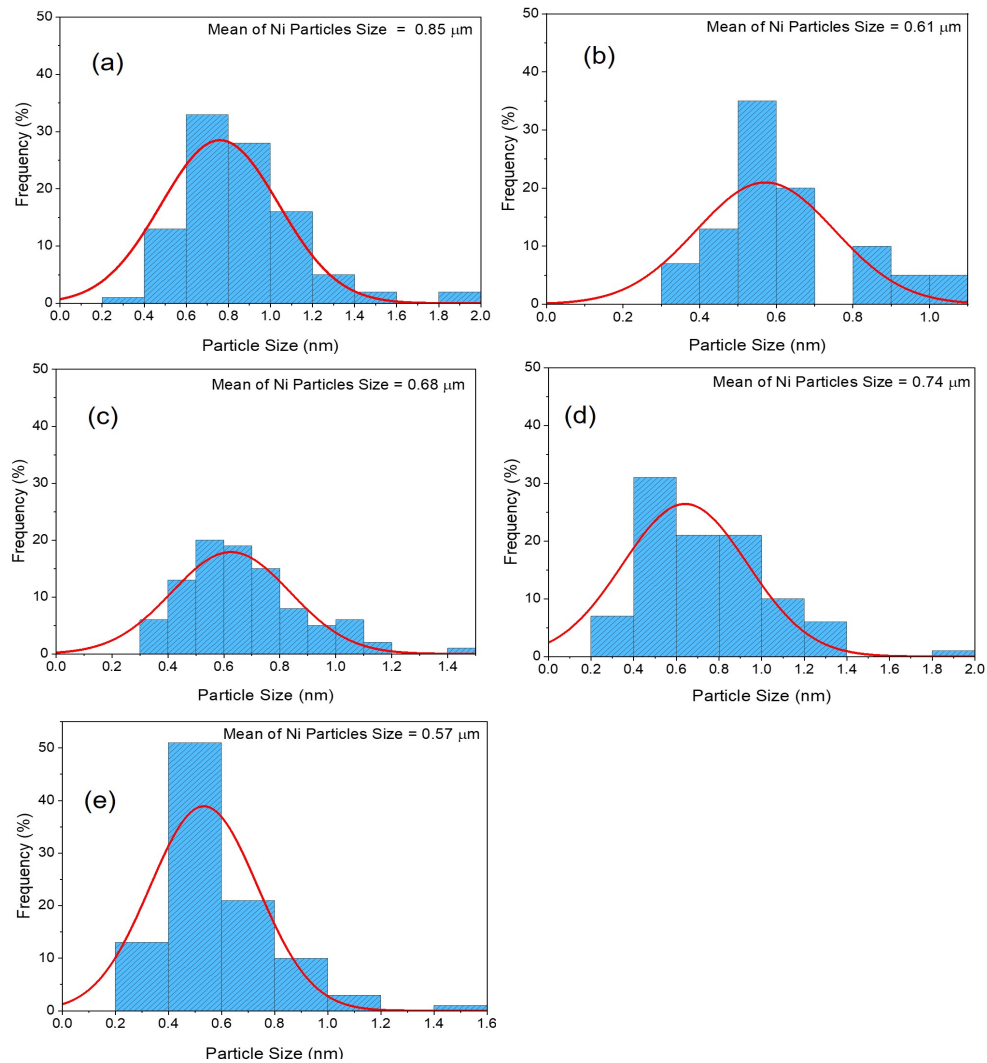 Mean of Ni Particles Size = 0.85 μm
(a)
50
40
30
20
10
0
Frequency (%)
0.0 0.2 0.4 0.6 0.8 1.0 1.2 1.4 1.6 1.8 2.0
Particle Size (nm)
Mean of Ni Particles Size = 0.61 μm
(b)
50
40
30
20
10
0
Frequency (%)
0.0 0.2 0.4 0.6 0.8 1.0
Particle Size (nm)
Mean of Ni Particles Size = 0.68 μm
(c)
50
40
30
20
10
0
Frequency (%)
0.0 0.2 0.4 0.6 0.8 1.0 1.2 1.4
Particle Size (nm)
Mean of Ni Particles Size = 0.74 μm
(d)
50
40
30
20
10
0
Frequency (%)
0.0 0.2 0.4 0.6 0.8 1.0 1.2 1.4 1.6 1.8 2.0
Particle Size (nm)
Mean of Ni Particles Size = 0.57 μm
(e)
50
40
30
20
10
0
Frequency (%)
0.0 0.2 0.4 0.6 0.8 1.0 1.2 1.4 1.6
Particle Size (nm)